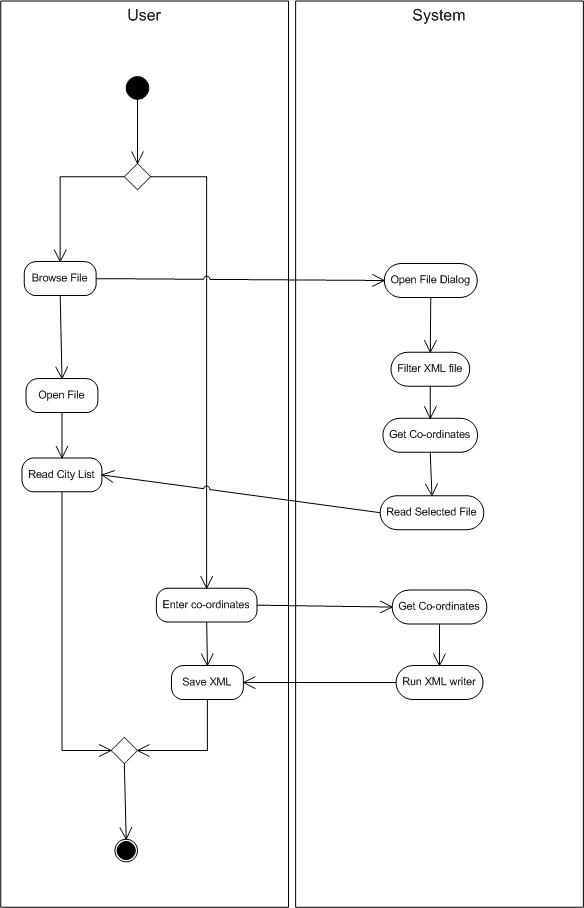 User
System
Browse File
Open File Dialog
Filter XML file
Open File
Get Co-ordinates
Read City List
Read Selected File
Enter co-ordinates
Get Co-ordinates
Save XML
Run XML writer